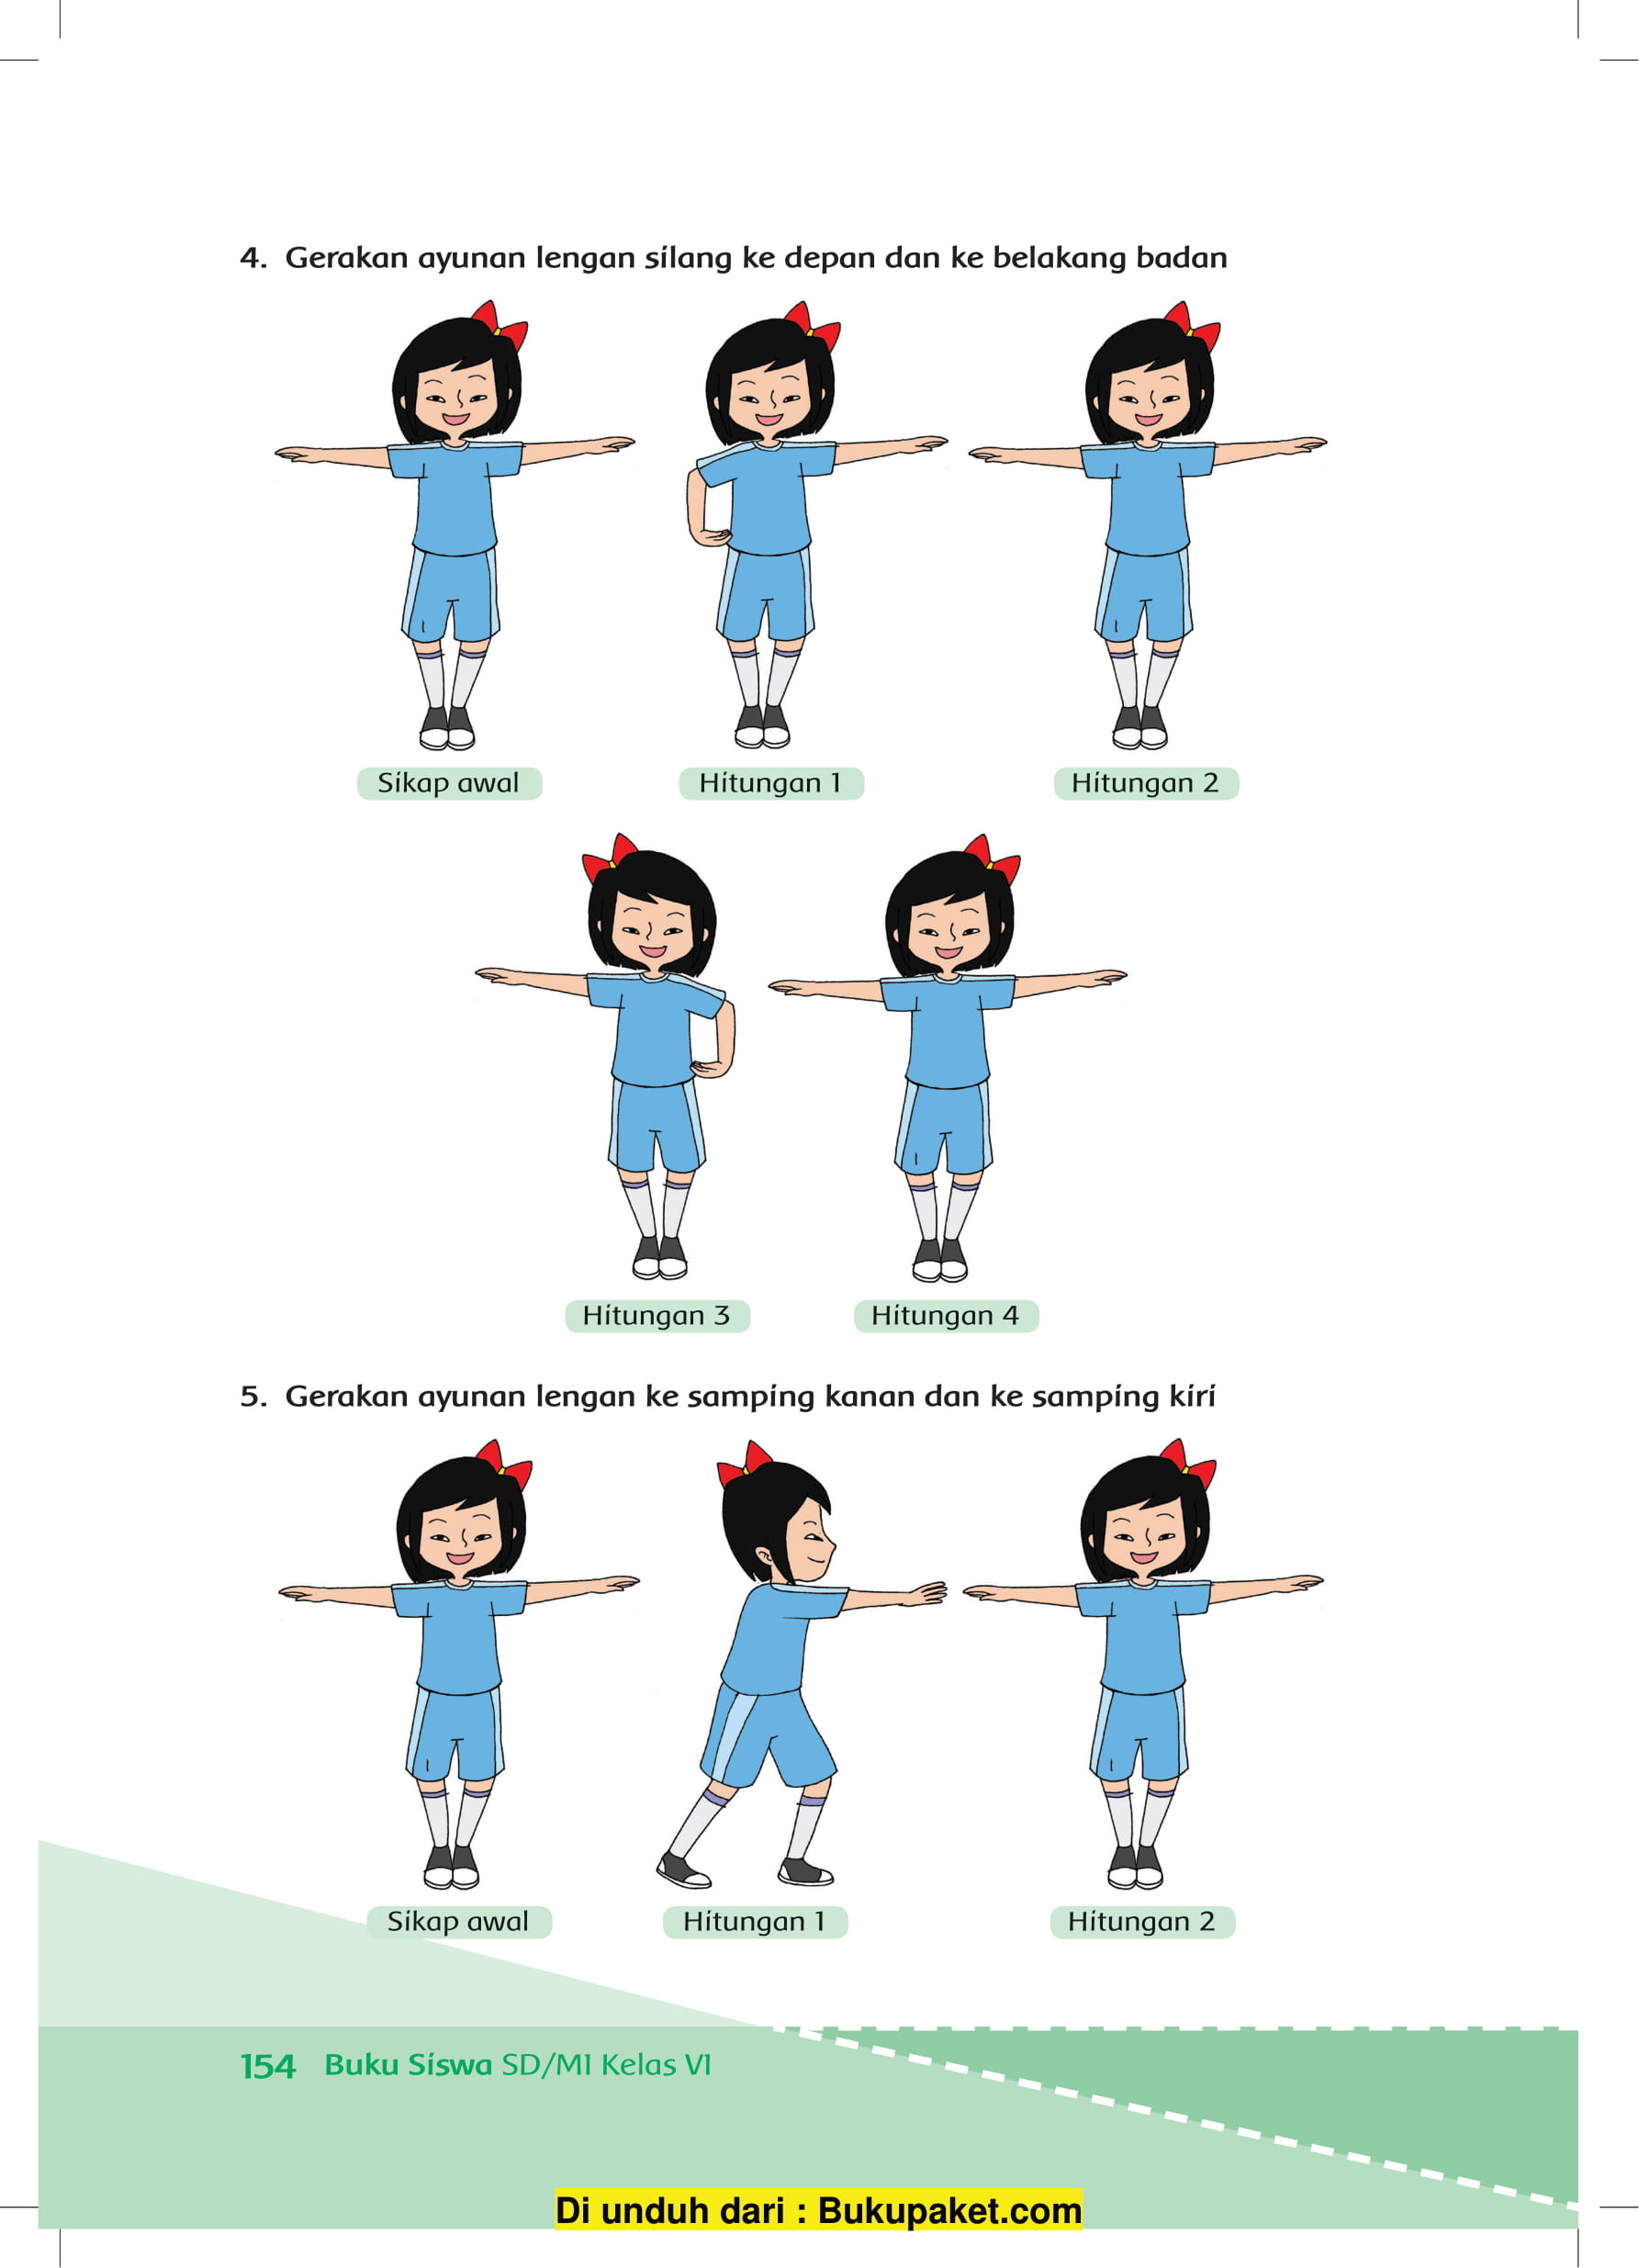 4. Gerakan ayunan lengan silang ke depan dan ke belakang badan
Sikap awal
Hitungan 1
Hitungan 2
Hitungan 3
Hitungan 4
5. Gerakan ayunan lengan ke samping kanan dan ke samping kiri
Sikap awal
Hitungan 1
Hitungan 2
154 Buku Siswa SD/MI Kelas VI
Di unduh dari : Bukupaket.com